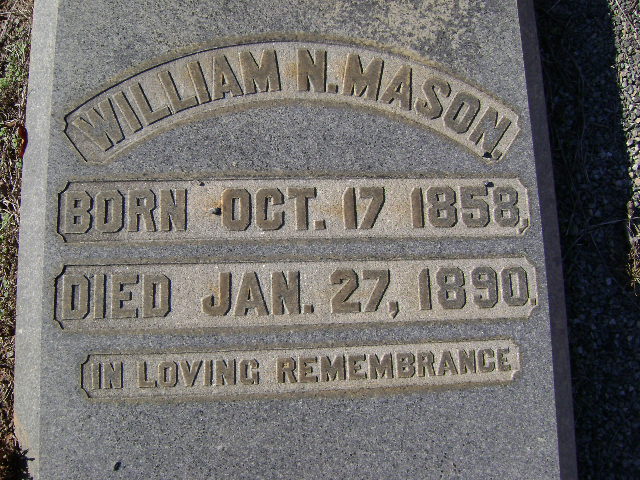 WILLIAM N. MASON.
BORN OCT. 17 1858,
DIED JAN. 27, 1890.
IN LOVING REMEMBRANCE